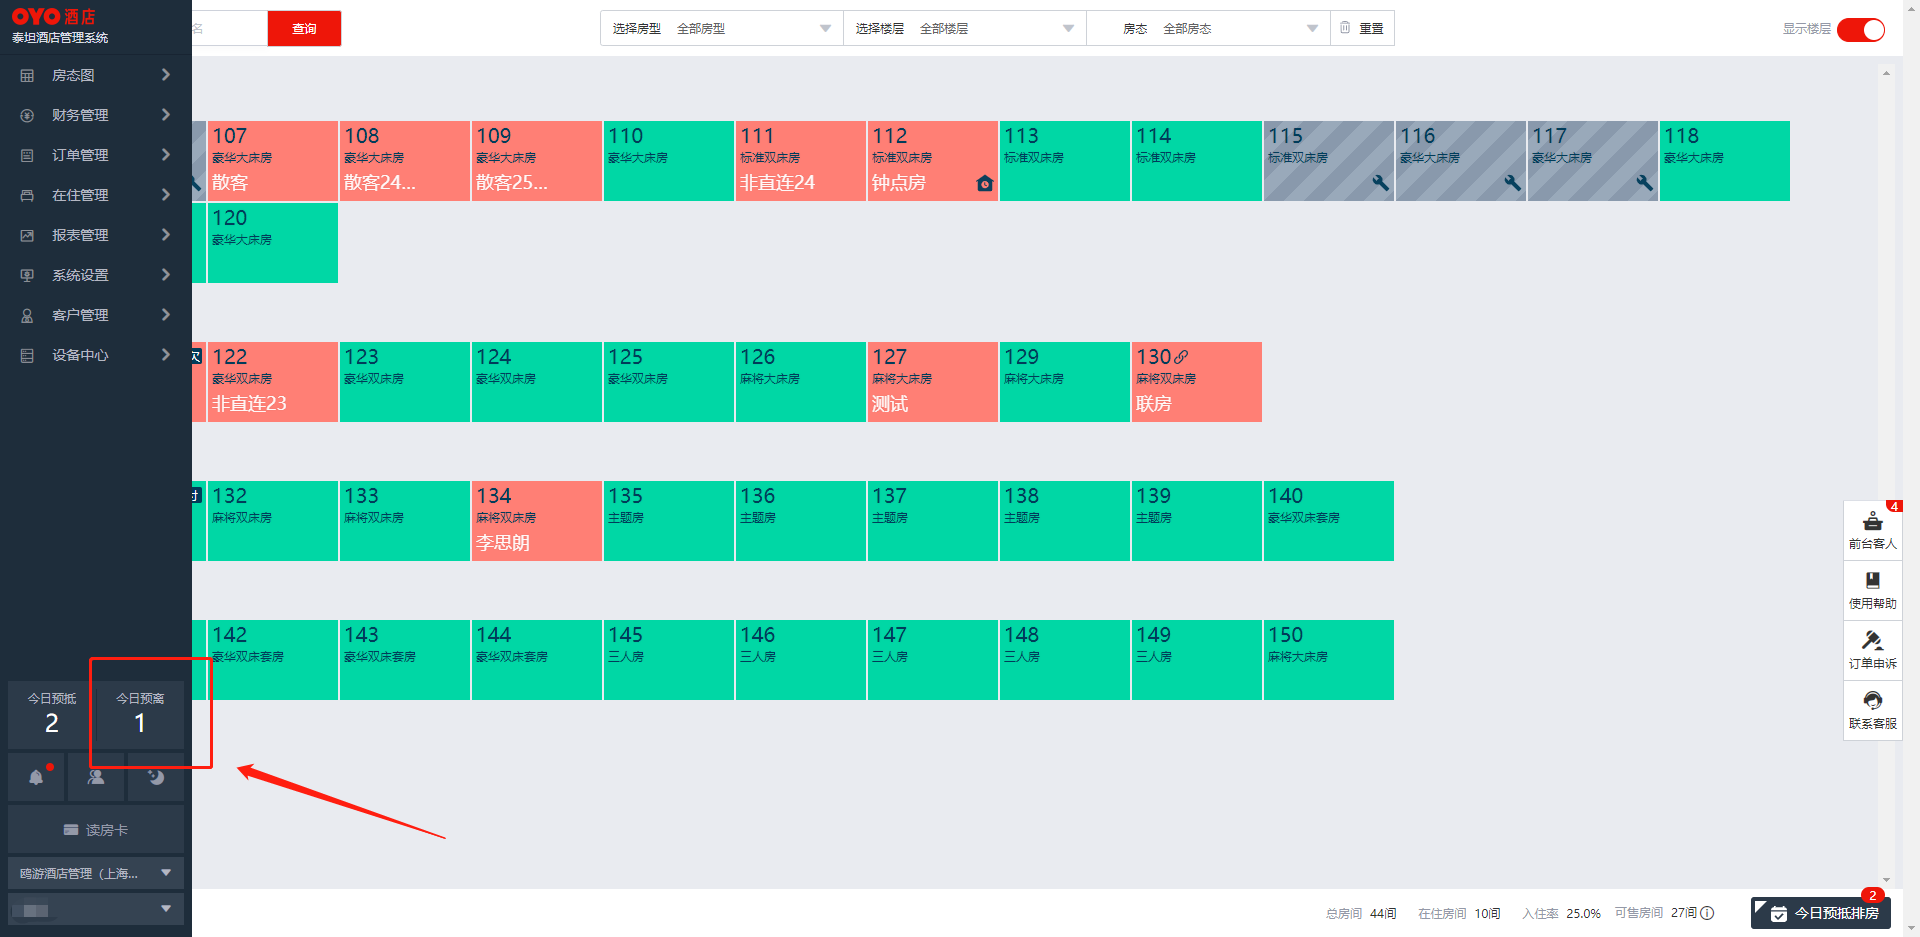 OYO 酒店
泰坦酒店管理系统
名
查询
选择房型 全部房型
选择楼层 全部楼层
房态 全部房态
重置
显示楼层
房态图
财务管理
订单管理
在住管理
报表管理
系统设置
客户管理
设备中心
107
豪华大床房
散客
108
豪华大床房
散客24...
109
豪华大床房
散客25...
110
豪华大床房
111
标准双床房
非直连24
112
标准双床房
钟点房
113
标准双床房
114
标准双床房
115
标准双床房
116
豪华大床房
117
豪华大床房
118
豪华大床房
120
豪华大床房
122
豪华双床房
非直连23
123
豪华双床房
124
豪华双床房
125
豪华双床房
126
麻将大床房
127
麻将大床房
测试
129
麻将大床房
130
麻将双床房
联房
132
麻将双床房
133
麻将双床房
134
麻将双床房
李思朗
135
主题房
136
主题房
137
主题房
138
主题房
139
主题房
140
豪华双床套房
142
豪华双床套房
143
豪华双床套房
144
豪华双床套房
145
三人房
146
三人房
147
三人房
148
三人房
149
三人房
150
麻将大床房
4
前台客人
使用帮助
订单申诉
联系客服
今日预抵
2
今日预离
1
读房卡
鸥游酒店管理（上海...
总房间 44间
在住房间 10间
入住率 25.0%
可售房间 27间
今日预抵排房
2